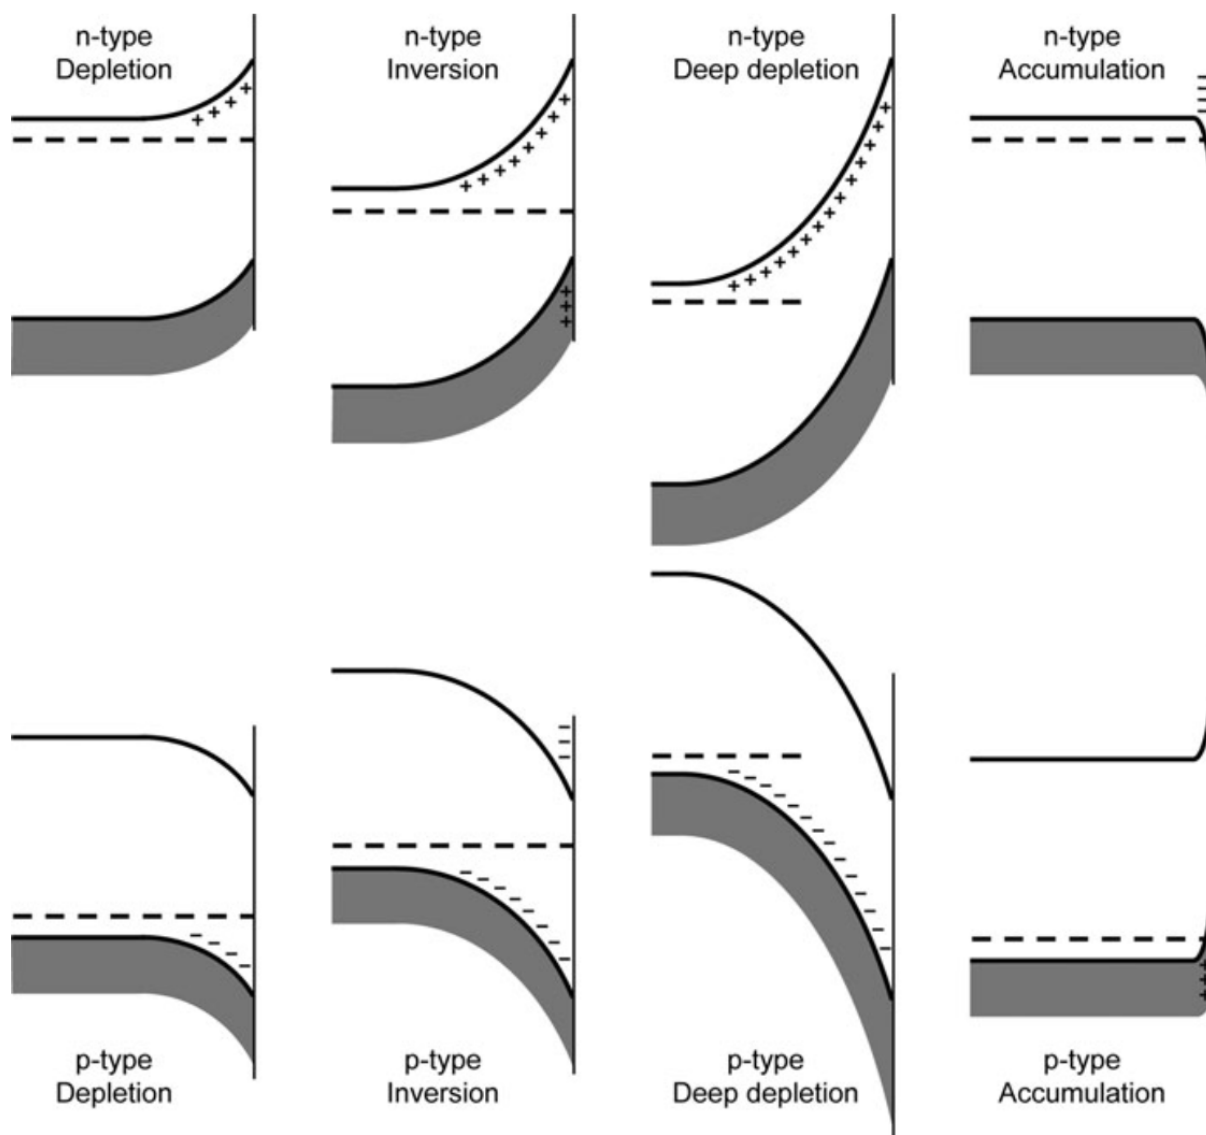 n-type
Depletion
n-type
Inversion
n-type
Deep depletion
n-type
Accumulation
p-type
Depletion
p-type
Inversion
p-type
Deep depletion
p-type
Accumulation